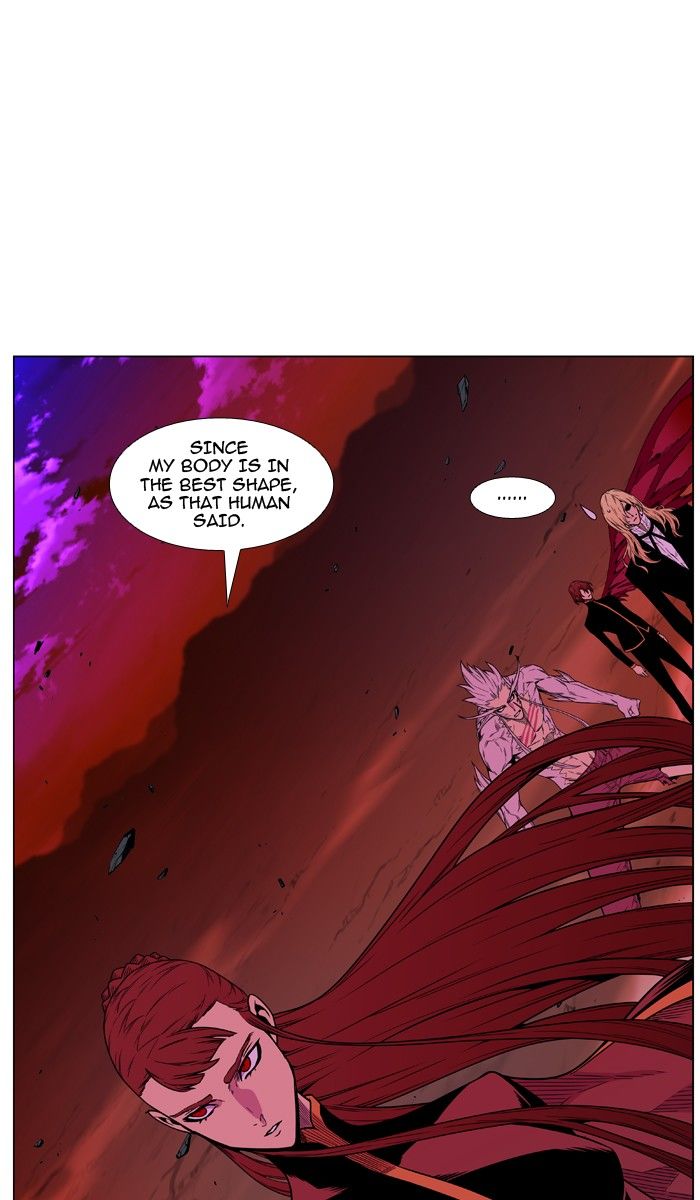 SINCE
MY BODY IS IN
THE BEST SHAPE,
AS THAT HUMAN
SAID.
......